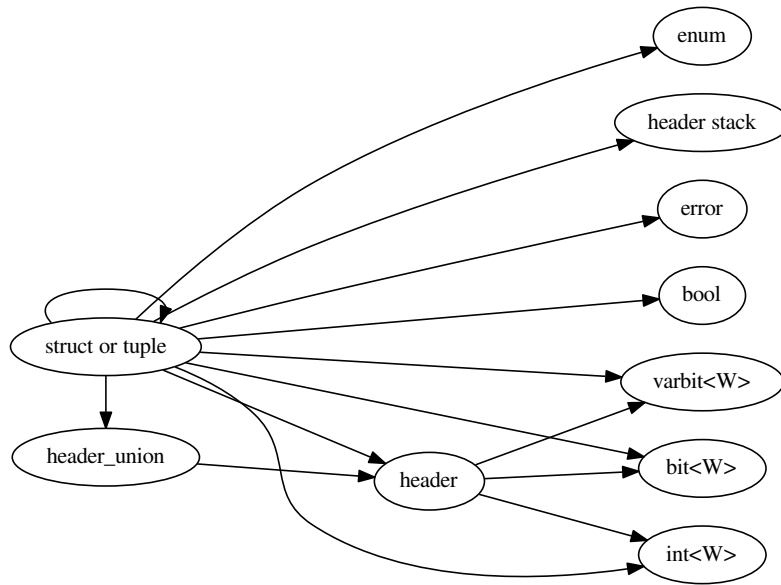 enum
header stack
error
bool
struct or tuple
varbit<W>
header_union
bit<W>
header
int<W>